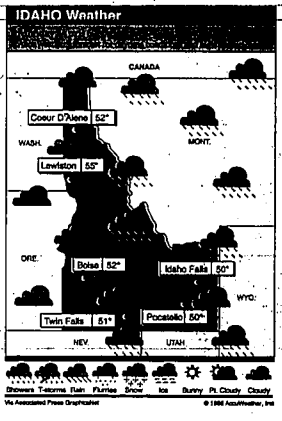 IDAHO Weather
CANADA
Coeur D'Alene 52°
WASH.
MONT.
Lewiston 55°
ORE.
Boise 52°
Idaho Falls 50°
WYO.
Twin Falls 51°
Pocatello 50°
NEV.
UTAH
Showers T-storms Rain Flurries Snow Ice Sunny Pt. Cloudy Cloudy
Via Associated Press GraphicsNet
© 1996 AccuWeather, Inc